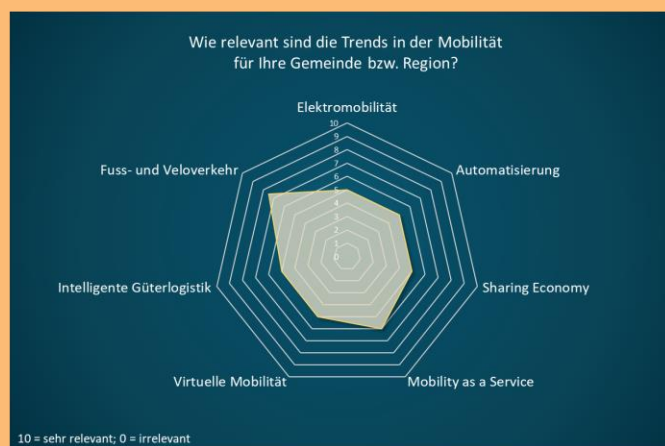 Wie relevant sind die Trends in der Mobilität
für Ihre Gemeinde bzw. Region?
Elektromobilität
10
9
8
7
6
5
4
3
2
1
0
Fuss- und Veloverkehr
Automatisierung
Intelligente Güterlogistik
Sharing Economy
Virtuelle Mobilität
Mobility as a Service
10 = sehr relevant; 0 = irrelevant